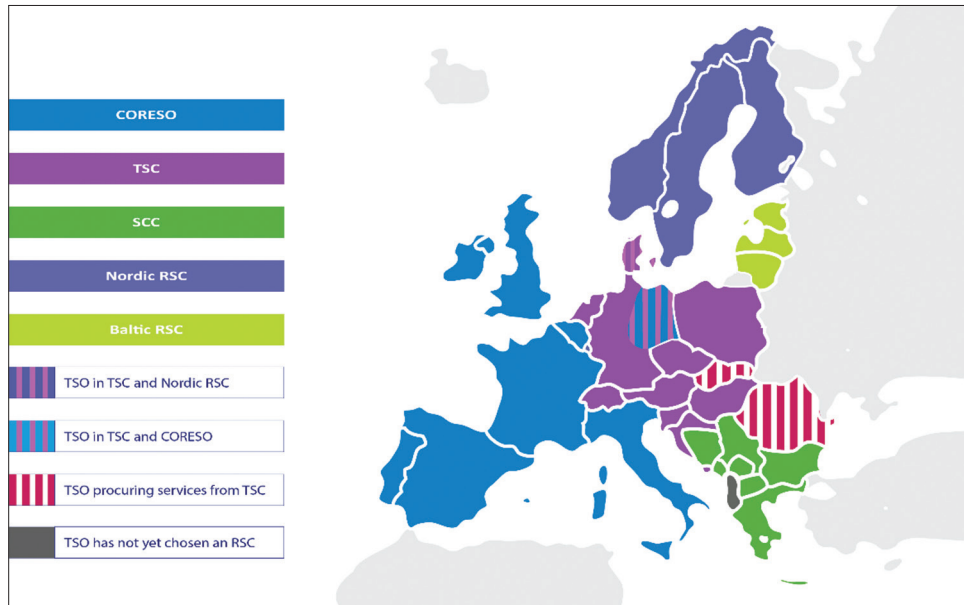 CORESO
TSC
SCC
Nordic RSC
Baltic RSC
TSO in TSC and Nordic RSC
TSO in TSC and CORESO
TSO procuring services from TSC
TSO has not yet chosen an RSC